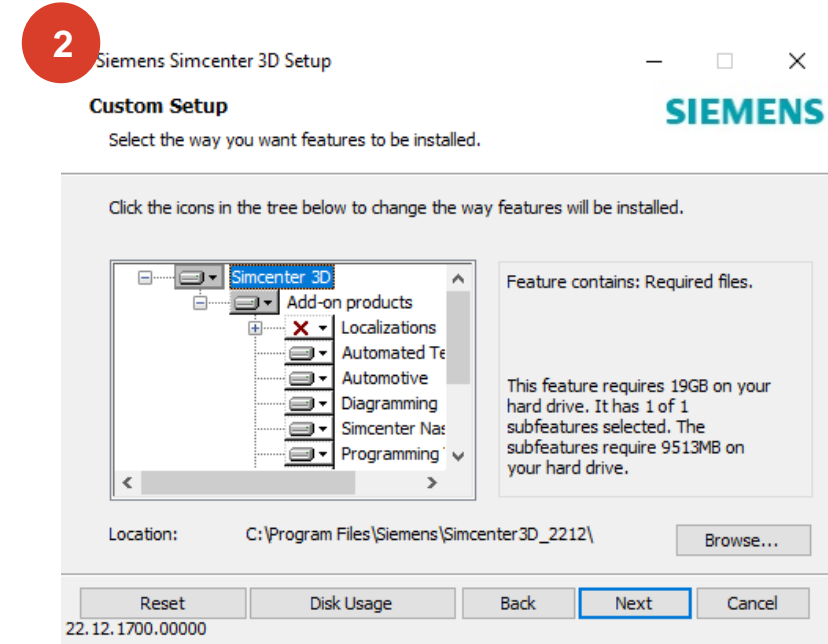 2
Siemens Simcenter 3D Setup
Custom Setup
SIEMENS
Select the way you want features to be installed.
Click the icons in the tree below to change the way features will be installed.
Simcenter 3D
Add-on products
Localizations
Automated Te
Automotive
Diagramming
Simcenter Nas
Programming
Feature contains: Required files.
This feature requires 19GB on your
hard drive. It has 1 of 1
subfeatures selected. The
subfeatures require 9513MB on
your hard drive.
Location: C:\Program Files\Siemens\Simcenter3D_2212\ Browse...
Reset Disk Usage Back Next Cancel
22.12.1700.00000